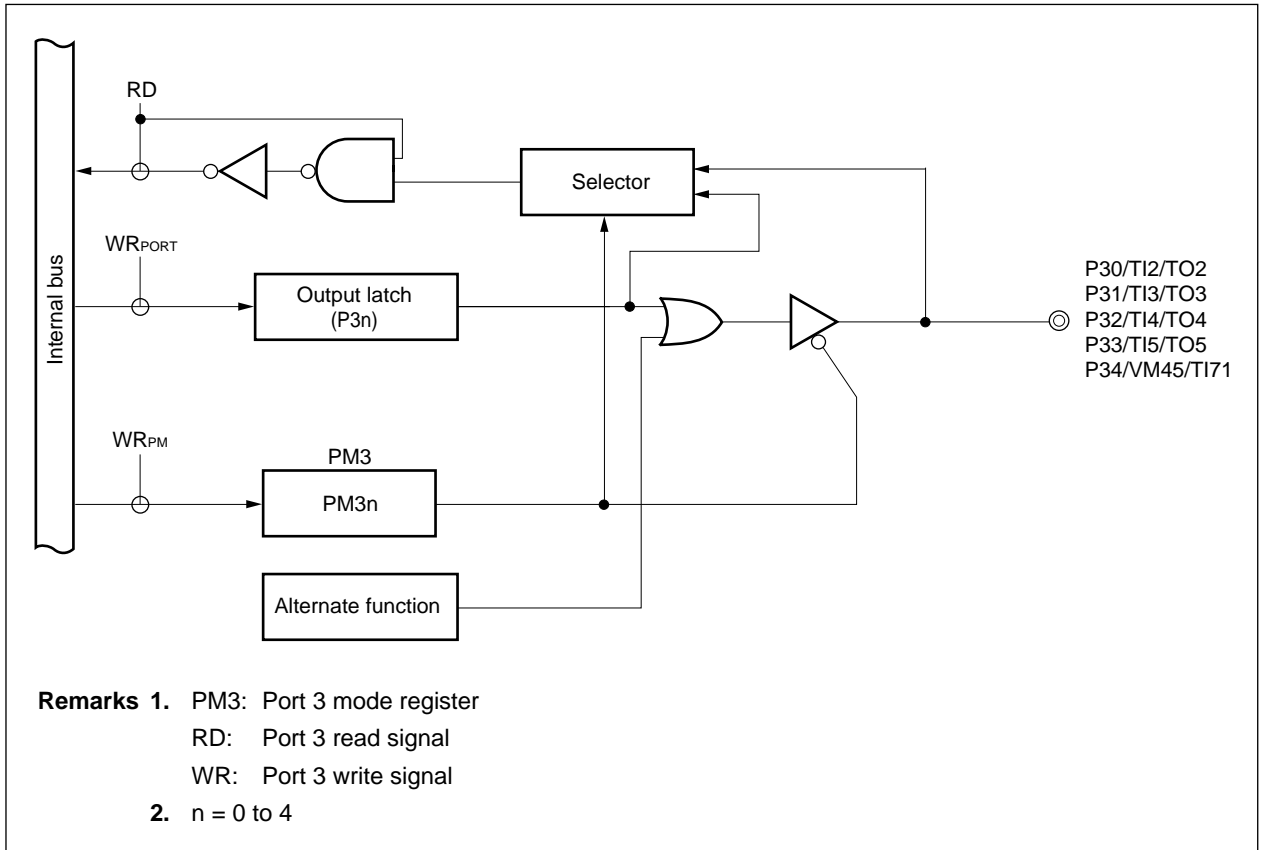 RD
Selector
WRPORT
Internal bus
Output latch
(P3n)
P30/TI2/TO2
P31/TI3/TO3
P32/TI4/TO4
P33/TI5/TO5
P34/VM45/TI71
WRPM
PM3
PM3n
Alternate function
Remarks 1. PM3: Port 3 mode register
RD: Port 3 read signal
WR: Port 3 write signal
2. n = 0 to 4